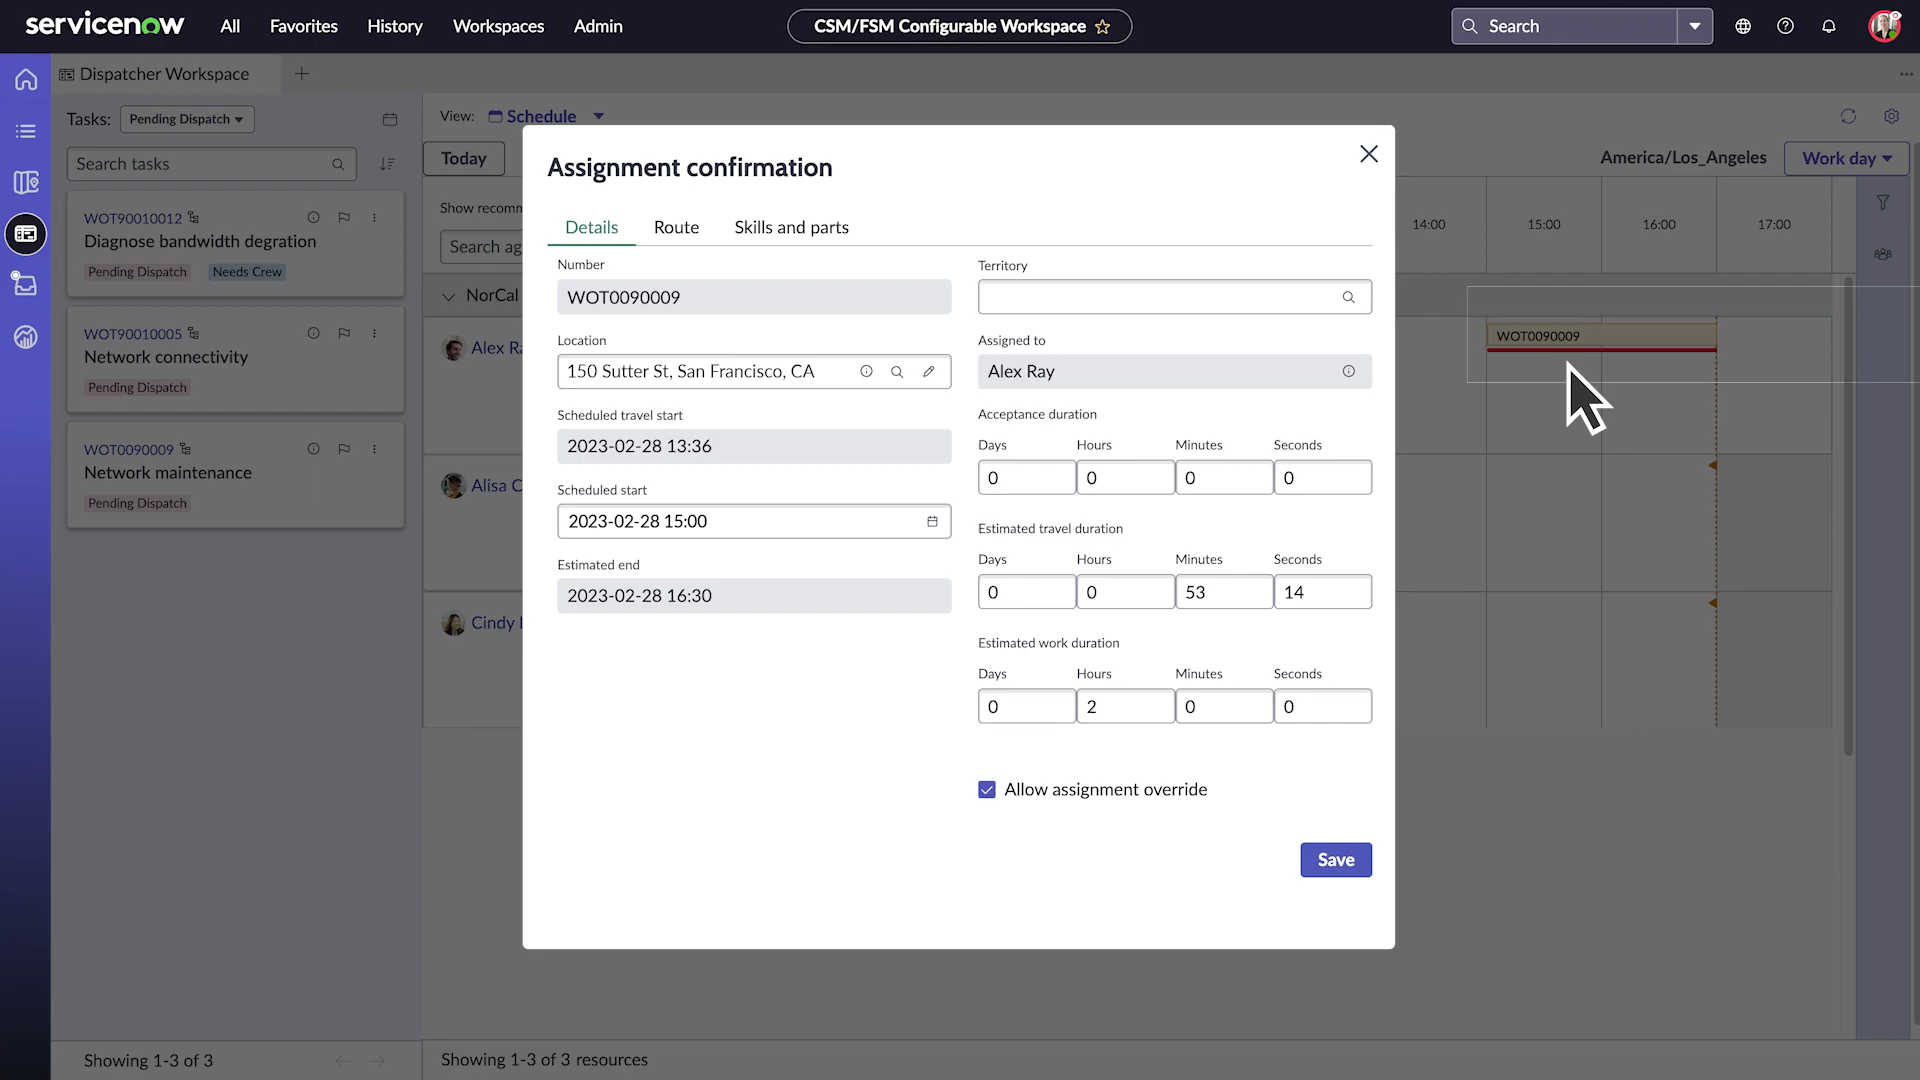 servicenow
All
Favorites
History
Workspaces
Admin
CSM/FSM Configurable Workspace
Search
Dispatcher Workspace
Tasks:
Pending Dispatch
Search tasks
WOT90010012
Diagnose bandwidth degration
Pending Dispatch
Needs Crew
WOT90010005
Network connectivity
Pending Dispatch
WOT0090009
Network maintenance
Pending Dispatch
Showing 1-3 of 3
View:
Schedule
Today
America/Los_Angeles
Work day
Show recomm
Search ag
14:00
15:00
16:00
17:00
NorCal
Alex Ra
WOT0090009
Alisa C
Cindy
Showing 1-3 of 3 resources
Assignment confirmation
Details
Route
Skills and parts
Number
WOT0090009
Location
150 Sutter St, San Francisco, CA
Scheduled travel start
2023-02-28 13:36
Scheduled start
2023-02-28 15:00
Estimated end
2023-02-28 16:30
Territory
Assigned to
Alex Ray
Acceptance duration
Days Hours Minutes Seconds
0 0 0 0
Estimated travel duration
Days Hours Minutes Seconds
0 0 53 14
Estimated work duration
Days Hours Minutes Seconds
0 2 0 0
Allow assignment override
Save